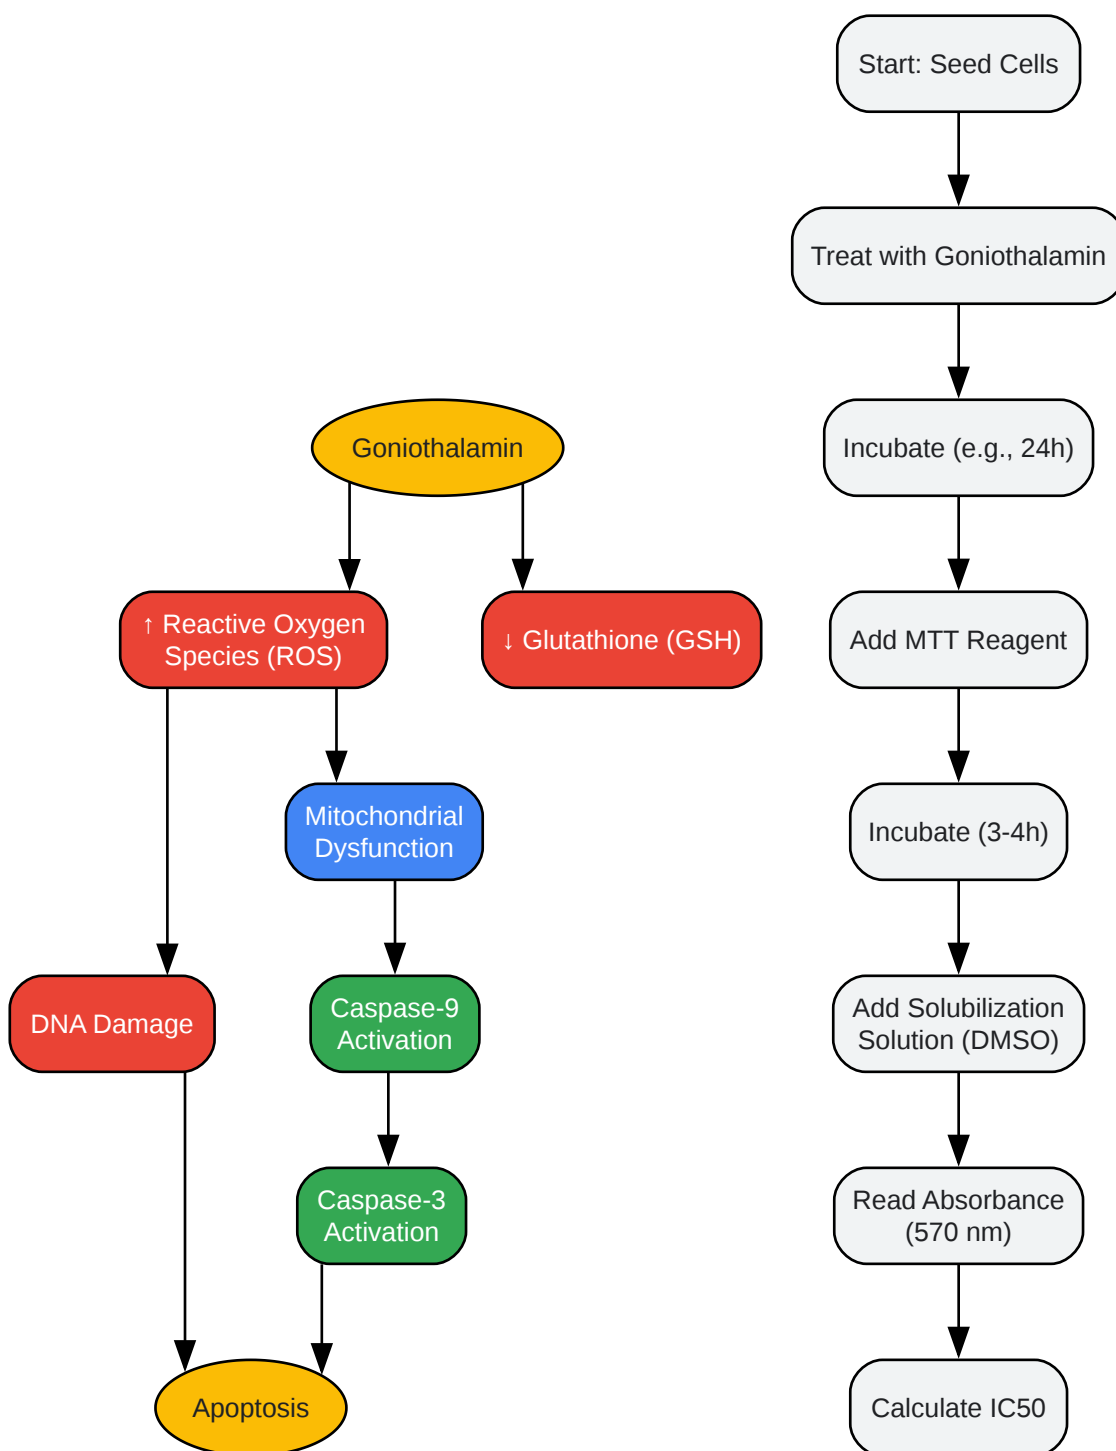 Goniothalamin
↑ Reactive Oxygen
Species (ROS)
↓ Glutathione (GSH)
Mitochondrial
Dysfunction
DNA Damage
Caspase-9
Activation
Caspase-3
Activation
Apoptosis
Start: Seed Cells
Treat with Goniothalamin
Incubate (e.g., 24h)
Add MTT Reagent
Incubate (3-4h)
Add Solubilization
Solution (DMSO)
Read Absorbance
(570 nm)
Calculate IC50